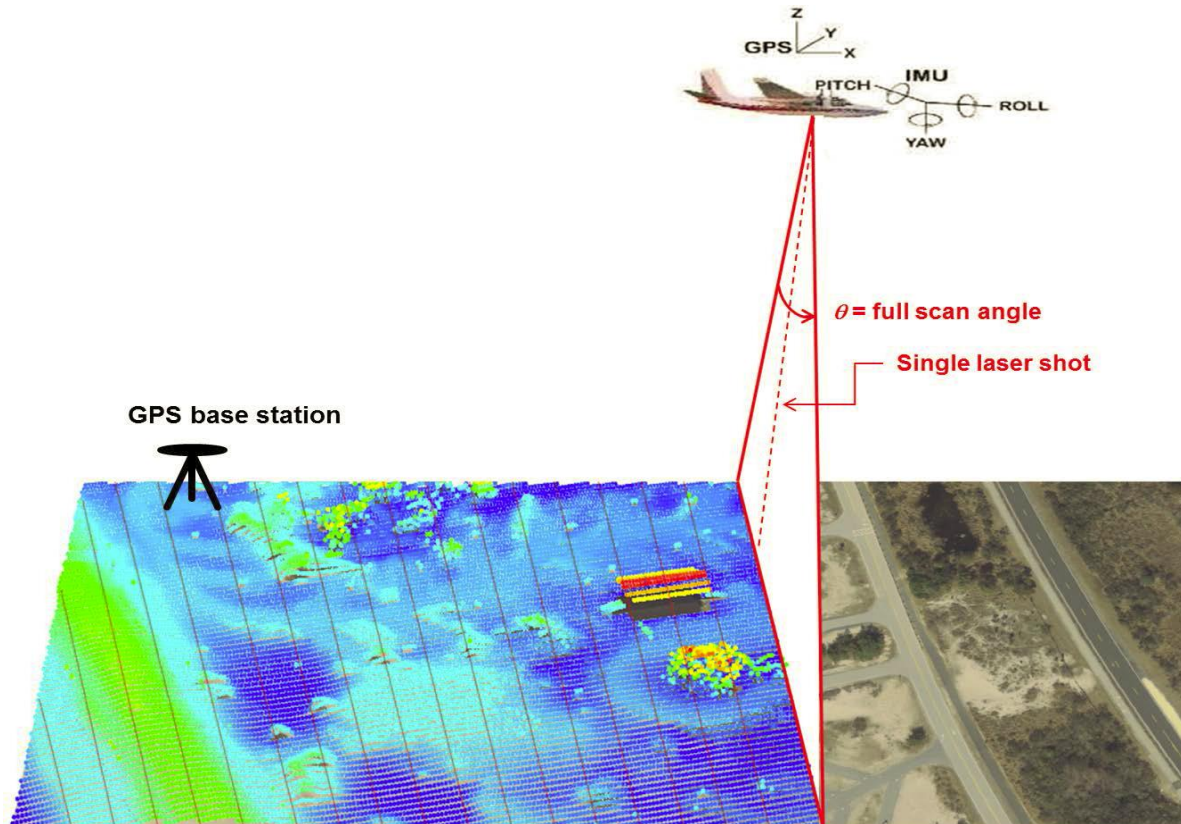 Z
Y
GPS X
PITCH IMU
ROLL
YAW
θ = full scan angle
Single laser shot
GPS base station